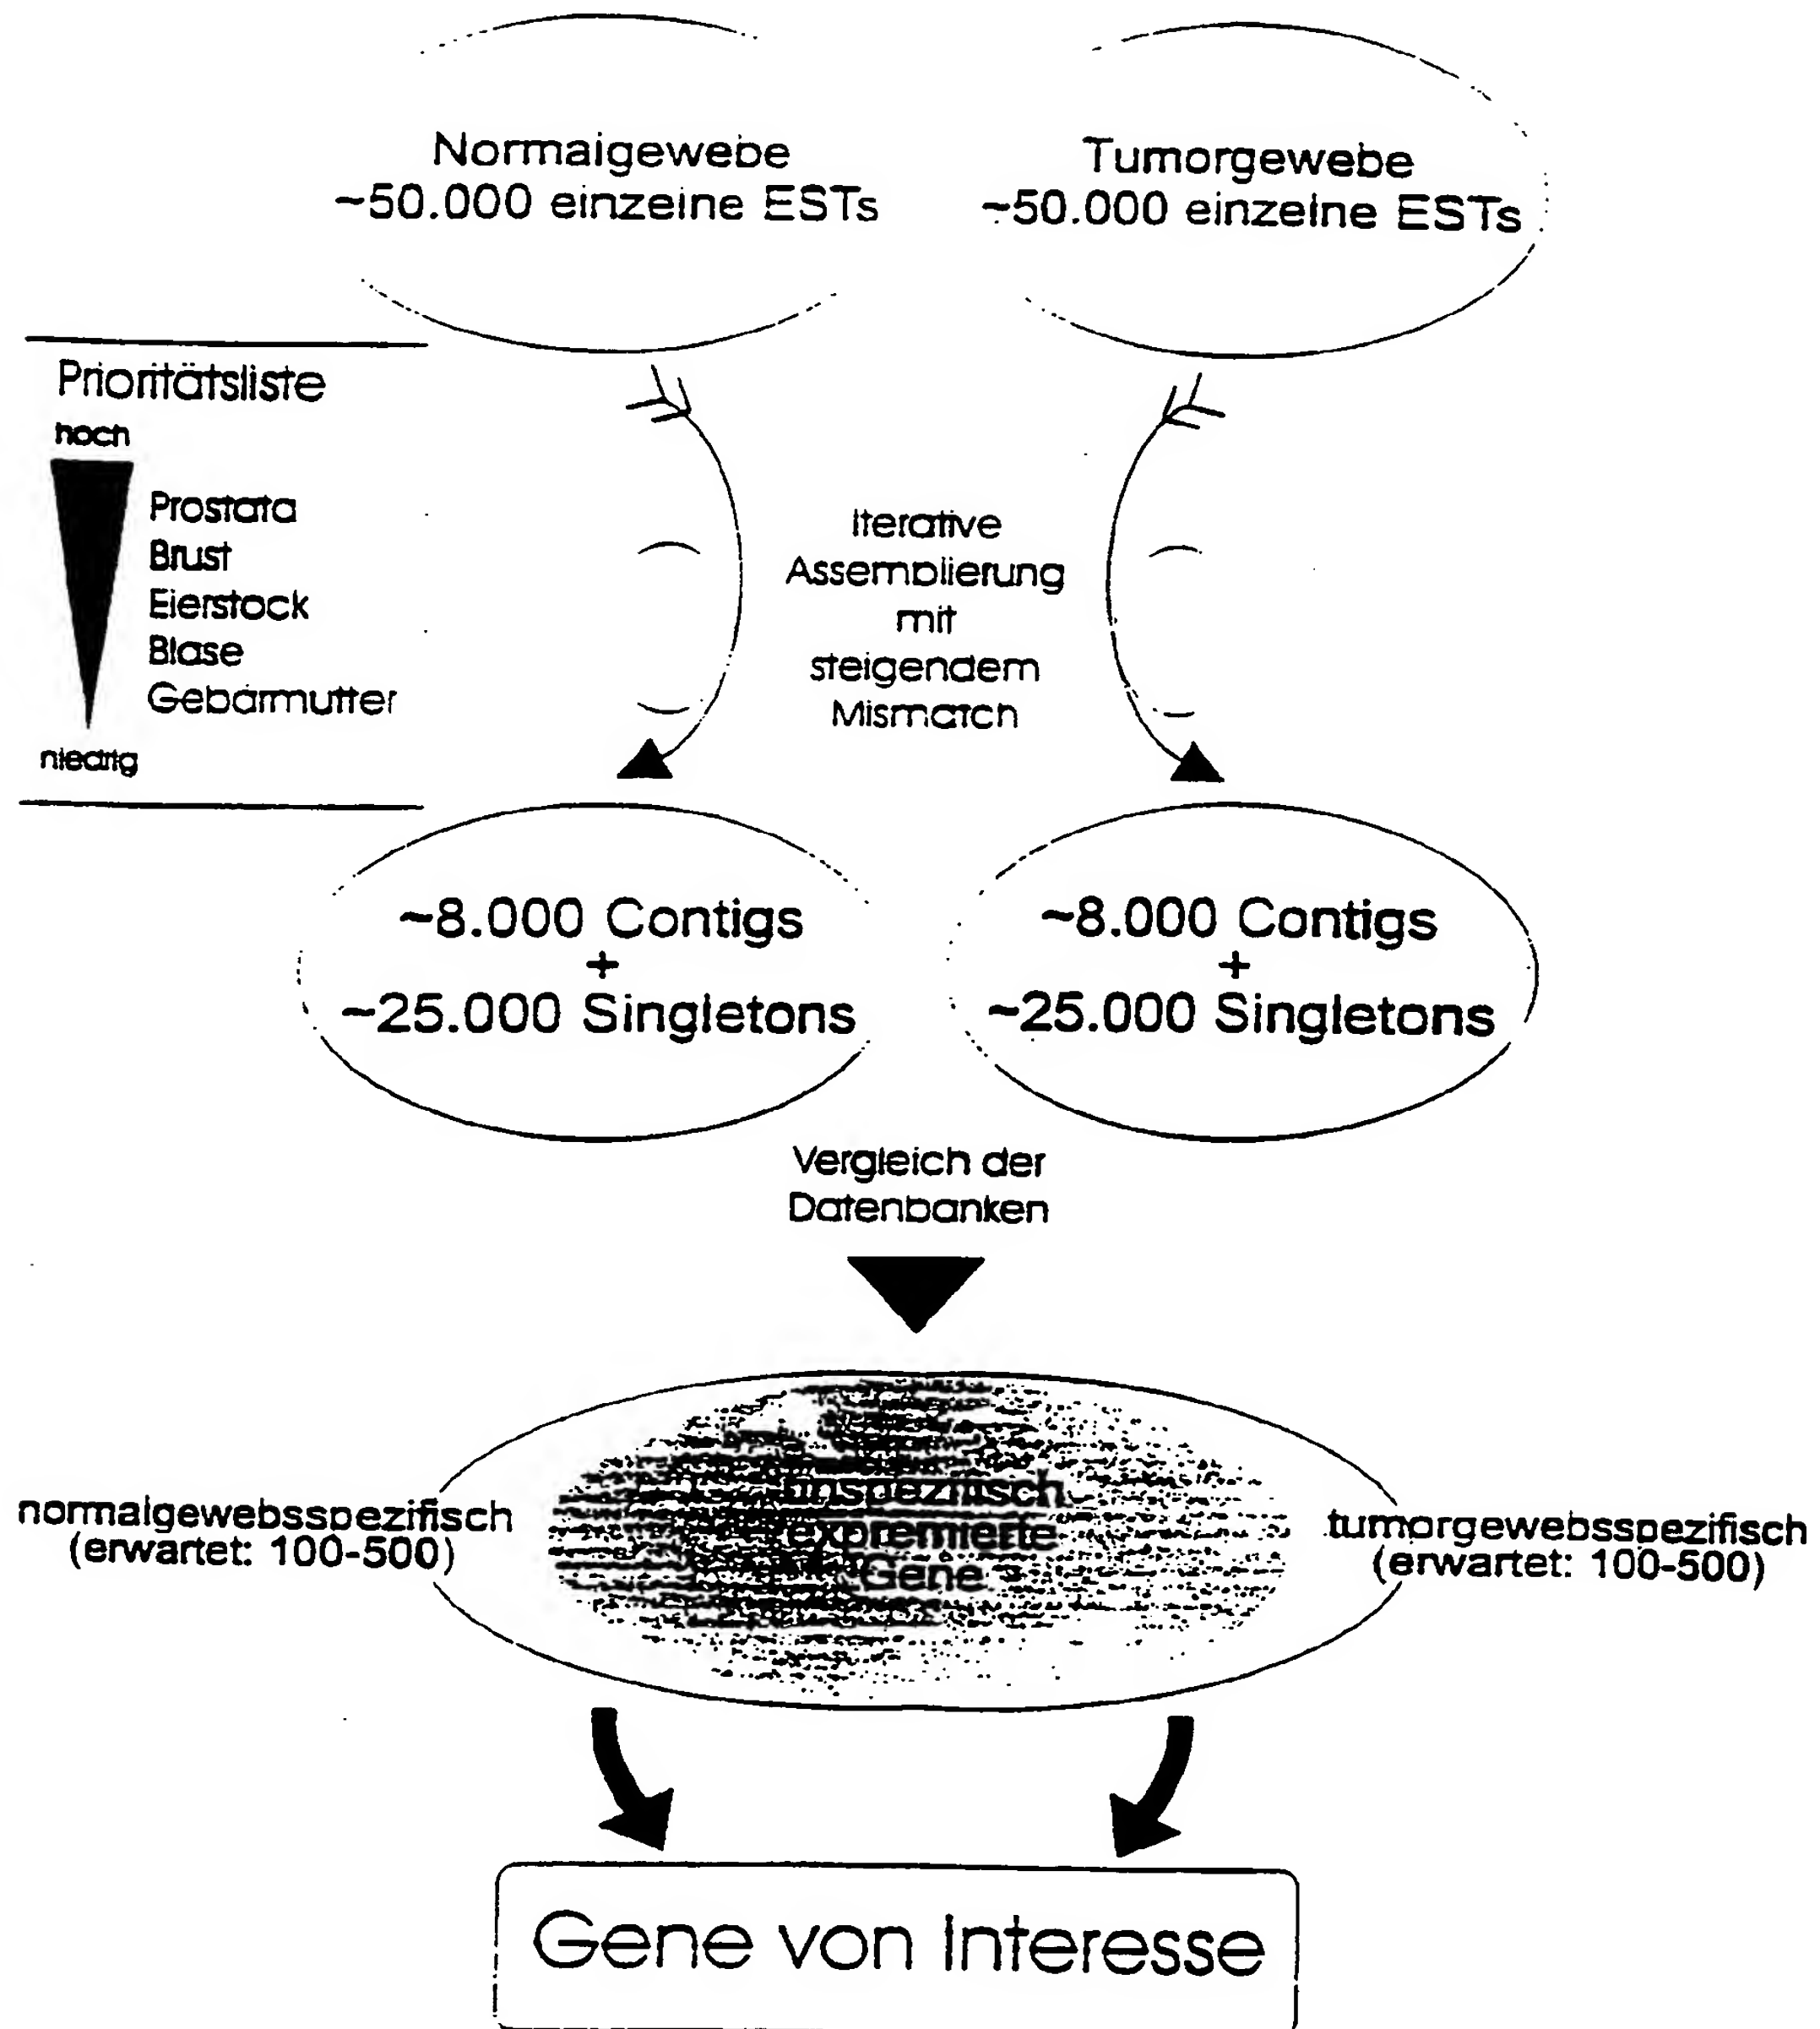 Normalgewebe
~50.000 einzelne ESTs
Tumorgewebe
~50.000 einzelne ESTs
Prioritätsliste
hoch
Prostata
Brust
Eierstock
Blase
Gebärmutter
niedrig
Iterative
Assemblierung
mit
steigendem
Mismatch
~8.000 Contigs
+
~25.000 Singletons
~8.000 Contigs
+
~25.000 Singletons
Vergleich der
Datenbanken
normalgewebsspezifisch
(erwartet: 100-500)
unspezifisch
expremierte
Gene
tumorgewebsspezifisch
(erwartet: 100-500)
Gene von Interesse